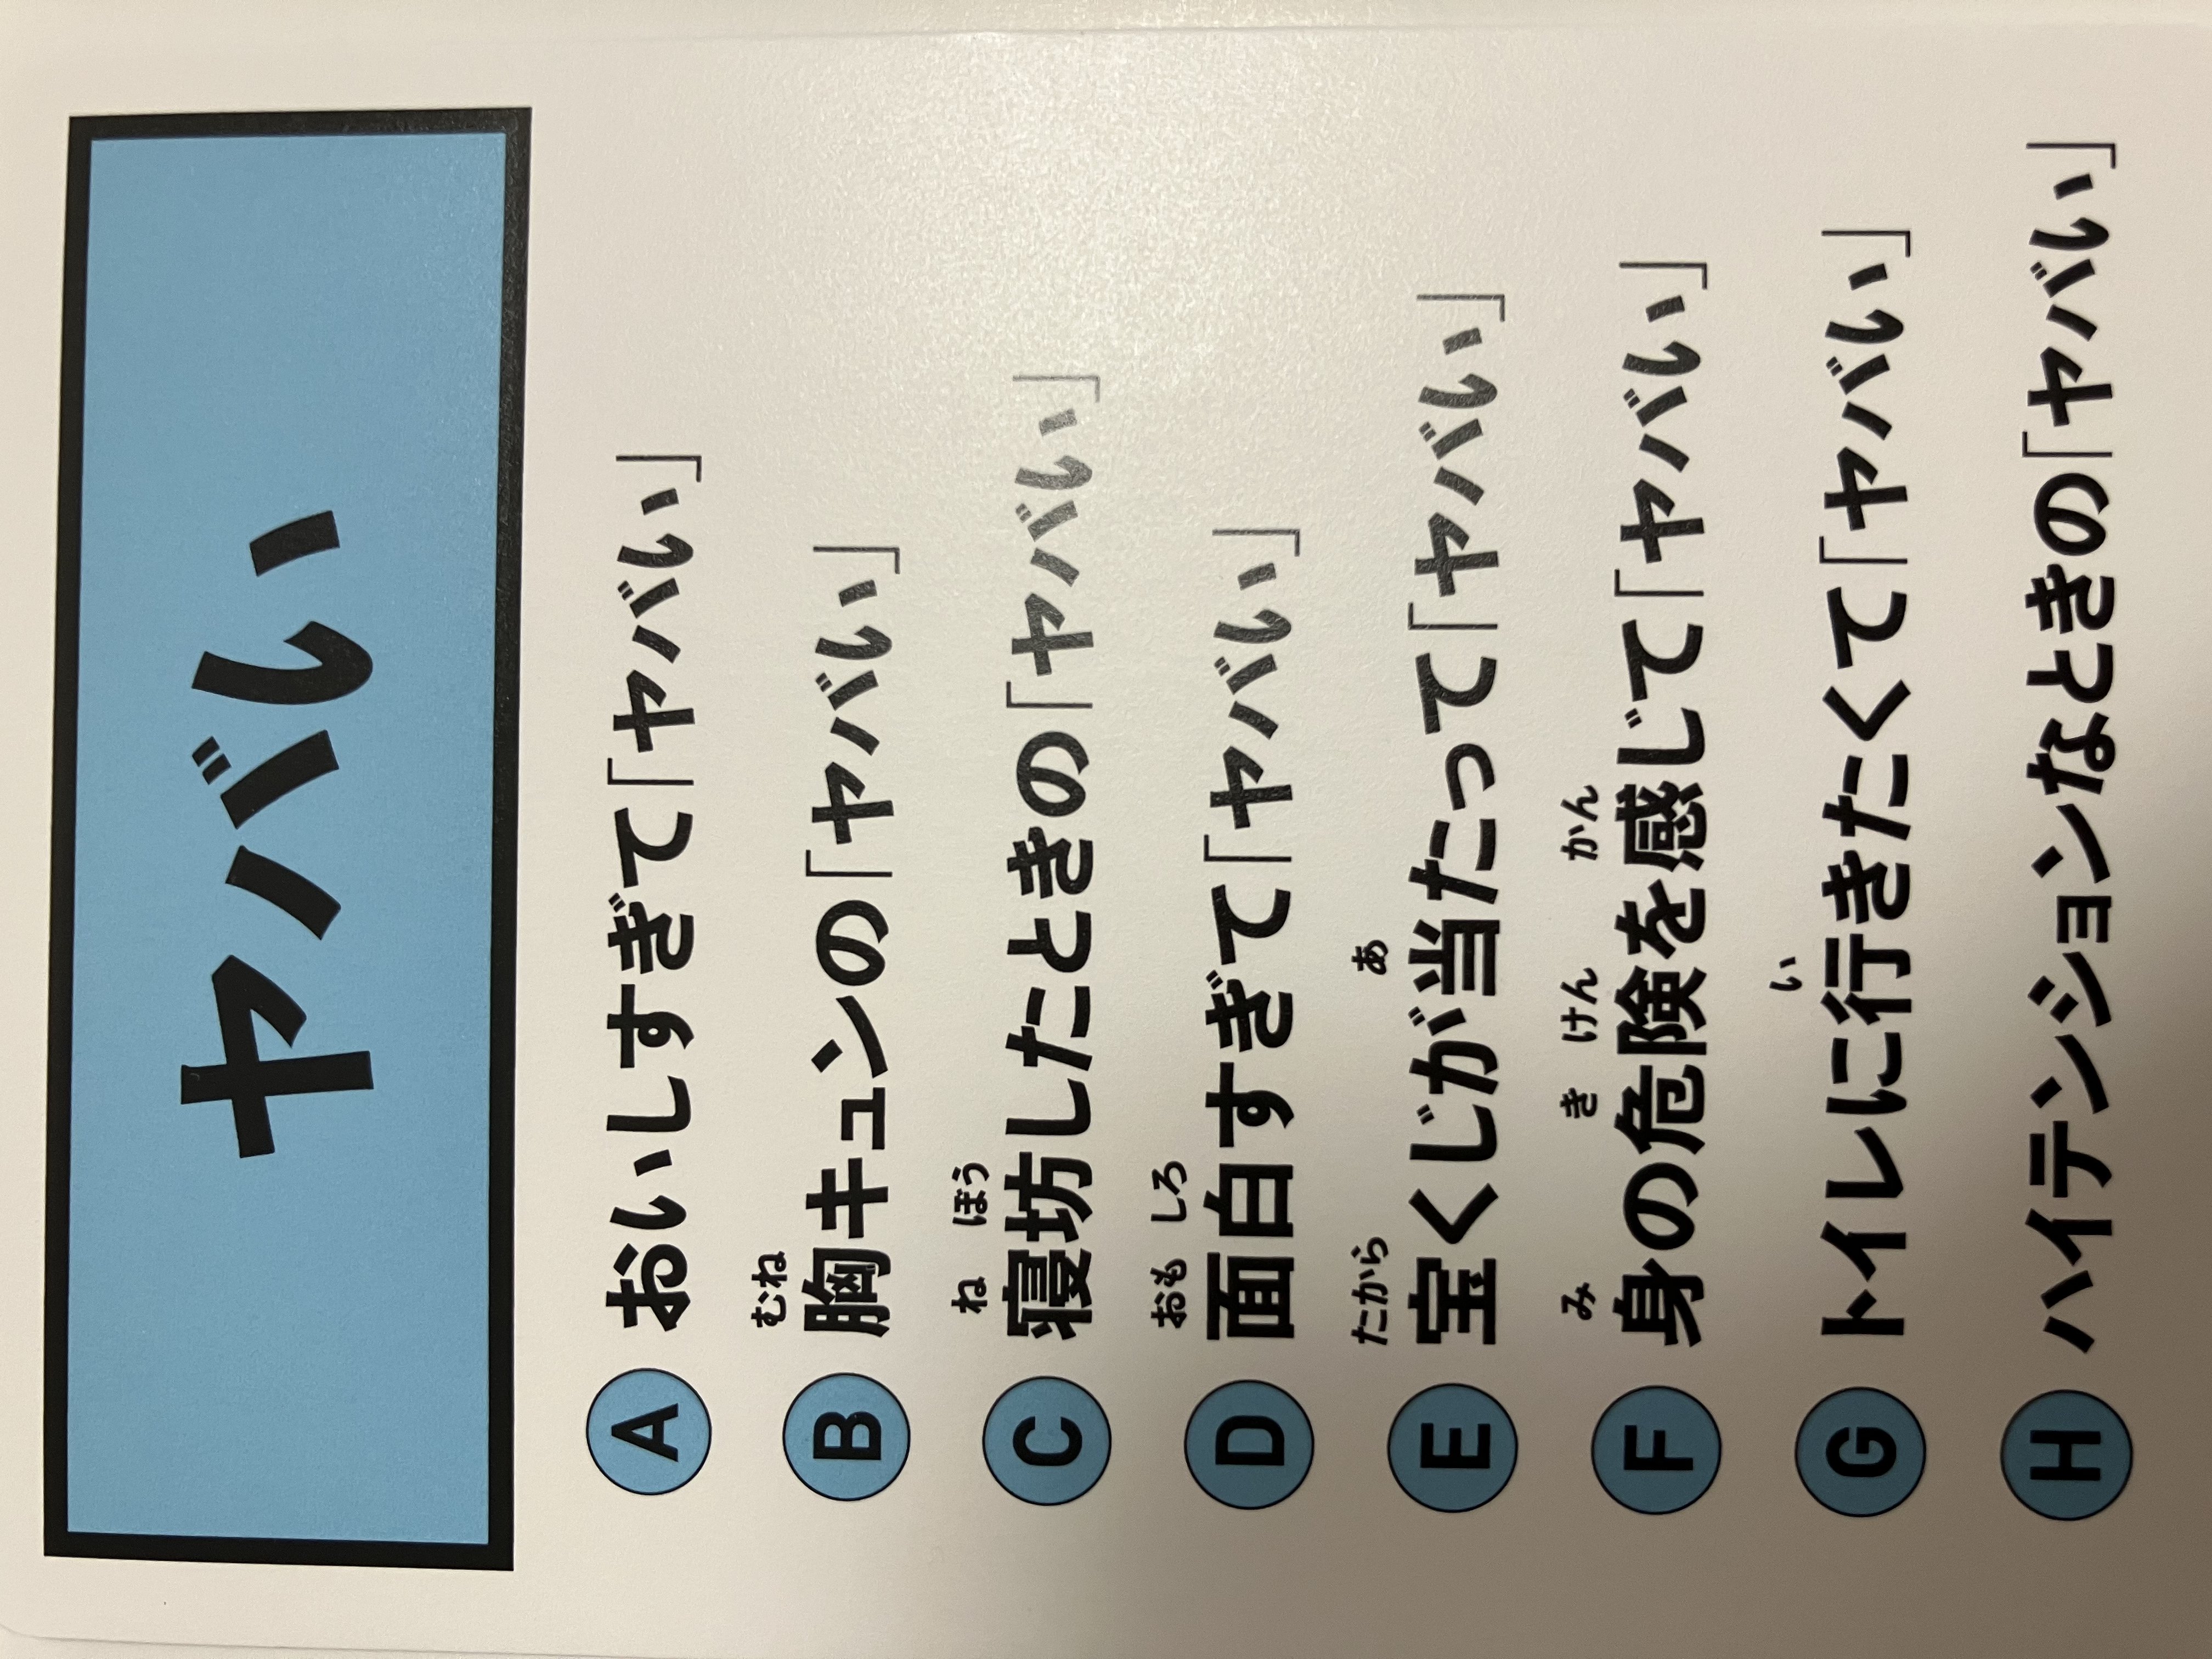 ヤバい
A おいしすぎて「ヤバい」
むね
B 胸キュンの「ヤバい」
ね ぼう
C 寝坊したときの「ヤバい」
おも しろ
D 面白すぎて「ヤバい」
たから あ
E 宝くじが当たって「ヤバい」
み き けん かん
F 身の危険を感じて「ヤバい」
い
G トイレに行きたくて「ヤバい」
H ハイテンションなときの「ヤバい」